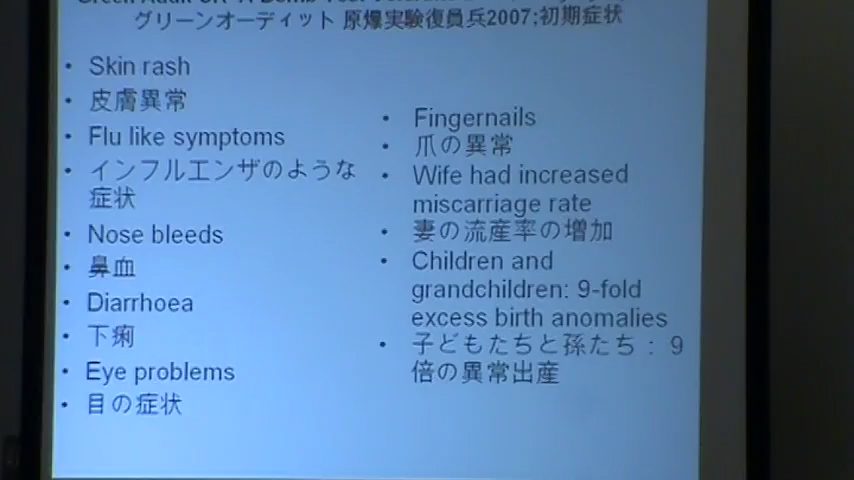 グリーンオーディット 原爆実験復員兵2007;初期症状
• Skin rash
• 皮膚異常
• Flu like symptoms
• インフルエンザのような
症状
• Nose bleeds
• 鼻血
• Diarrhoea
• 下痢
• Eye problems
• 目の症状
• Fingernails
• 爪の異常
• Wife had increased
miscarriage rate
• 妻の流産率の増加
• Children and
grandchildren: 9-fold
excess birth anomalies
• 子どもたちと孫たち： 9
倍の異常出産